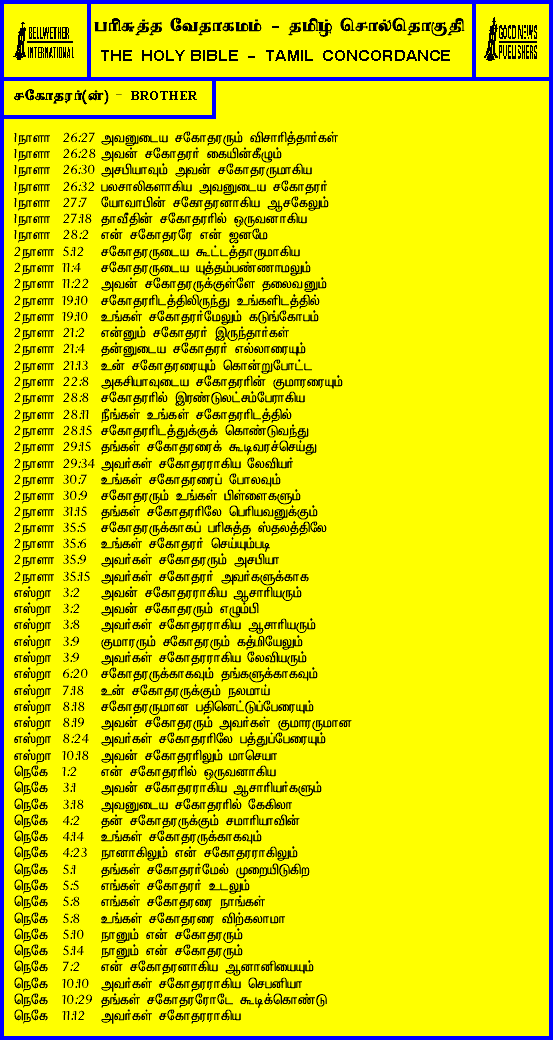 BELLWETHER
INTERNATIONAL
பரிசுத்த வேதாகமம் – தமிழ் சொல்தொகுதி
THE HOLY BIBLE – TAMIL CONCORDANCE
GOOD NEWS
PUBLISHERS
சகோதரர்(ன்) – BROTHER
1நாளா 26:27 அவனுடைய சகோதரரும் விசாரித்தார்கள்
1நாளா 26:28 அவன் சகோதரர் கையின்கீழும்
1நாளா 26:30 அசபியாவும் அவன் சகோதரருமாகிய
1நாளா 26:32 பலசாலிகளாகிய அவனுடைய சகோதரர்
1நாளா 27:7 யோவாபின் சகோதரனாகிய ஆசகேலும்
1நாளா 27:18 தாவீதின் சகோதரரில் ஒருவனாகிய
1நாளா 28:2 என் சகோதரரே என் ஜனமே
2நாளா 5:12 சகோதரருடைய கூட்டத்தாருமாகிய
2நாளா 11:4 சகோதரருடைய யுத்தம்பண்ணாமலும்
2நாளா 11:22 அவன் சகோதரருக்குள்ளே தலைவனும்
2நாளா 19:10 சகோதரரிடத்திலிருந்து உங்களிடத்தில்
2நாளா 19:10 உங்கள் சகோதரர்மேலும் கடுங்கோபம்
2நாளா 21:2 என்னும் சகோதரர் இருந்தார்கள்
2நாளா 21:4 தன்னுடைய சகோதரர் எல்லாரையும்
2நாளா 21:13 உன் சகோதரரையும் கொன்றுபோட்ட
2நாளா 22:8 அகசியாவுடைய சகோதரரின் குமாரரையும்
2நாளா 28:8 சகோதரரில் இரண்டுலட்சம்பேராகிய
2நாளா 28:11 நீங்கள் உங்கள் சகோதரரிடத்தில்
2நாளா 28:15 சகோதரரிடத்துக்குக் கொண்டுவந்து
2நாளா 29:15 தங்கள் சகோதரரைக் கூடிவரச்செய்து
2நாளா 29:34 அவர்கள் சகோதரராகிய லேவியர்
2நாளா 30:7 உங்கள் சகோதரரைப் போலவும்
2நாளா 30:9 சகோதரரும் உங்கள் பிள்ளைகளும்
2நாளா 31:15 தங்கள் சகோதரரிலே பெரியவனுக்கும்
2நாளா 35:5 சகோதரருக்காகப் பரிசுத்த ஸ்தலத்திலே
2நாளா 35:6 உங்கள் சகோதரர் செய்யும்படி
2நாளா 35:9 அவர்கள் சகோதரரும் அசபியா
2நாளா 35:15 அவர்கள் சகோதரர் அவர்களுக்காக
எஸ்றா 3:2 அவன் சகோதரராகிய ஆசாரியரும்
எஸ்றா 3:2 அவன் சகோதரரும் எழும்பி
எஸ்றா 3:8 அவர்கள் சகோதரராகிய ஆசாரியரும்
எஸ்றா 3:9 குமாரரும் சகோதரரும் கத்மியேலும்
எஸ்றா 3:9 அவர்கள் சகோதரராகிய லேவியரும்
எஸ்றா 6:20 சகோதரருக்காகவும் தங்களுக்காகவும்
எஸ்றா 7:18 உன் சகோதரருக்கும் நலமாய்
எஸ்றா 8:18 சகோதரருமான பதினெட்டுப்பேரையும்
எஸ்றா 8:19 அவன் சகோதரரும் அவர்கள் குமாரருமான
எஸ்றா 8:24 அவர்கள் சகோதரரிலே பத்துப்பேரையும்
எஸ்றா 10:18 அவன் சகோதரரிலும் மாசெயா
நெகே 1:2 என் சகோதரரில் ஒருவனாகிய
நெகே 3:1 அவன் சகோதரராகிய ஆசாரியர்களும்
நெகே 3:18 அவனுடைய சகோதரரில் கேகிலா
நெகே 4:2 தன் சகோதரருக்கும் சமாரியாவின்
நெகே 4:14 உங்கள் சகோதரருக்காகவும்
நெகே 4:23 நானாகிலும் என் சகோதரராகிலும்
நெகே 5:1 தங்கள் சகோதரர்மேல் முறையிடுகிற
நெகே 5:5 எங்கள் சகோதரர் உடலும்
நெகே 5:8 எங்கள் சகோதரரை நாங்கள்
நெகே 5:8 உங்கள் சகோதரரை விற்கலாமா
நெகே 5:10 நானும் என் சகோதரரும்
நெகே 5:14 நானும் என் சகோதரரும்
நெகே 7:2 என் சகோதரனாகிய ஆனானியையும்
நெகே 10:10 அவர்கள் சகோதரராகிய செபனியா
நெகே 10:29 தங்கள் சகோதரரோடே கூடிக்கொண்டு
நெகே 11:12 அவர்கள் சகோதரராகிய